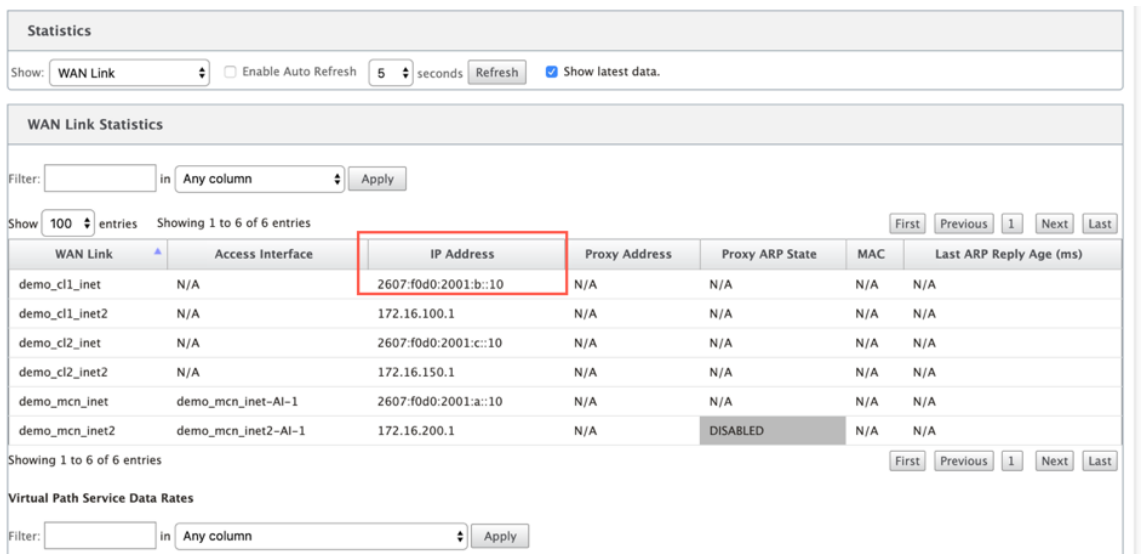 Statistics
Show: WAN Link Enable Auto Refresh 5 seconds Refresh Show latest data.
WAN Link Statistics
Filter: in Any column Apply
Show 100 entries Showing 1 to 6 of 6 entries First Previous 1 Next Last
WAN Link Access Interface IP Address Proxy Address Proxy ARP State MAC Last ARP Reply Age (ms)
demo_cl1_inet N/A 2607:f0d0:2001:b::10 N/A N/A N/A N/A
demo_cl1_inet2 N/A 172.16.100.1 N/A N/A N/A N/A
demo_cl2_inet N/A 2607:f0d0:2001:c::10 N/A N/A N/A N/A
demo_cl2_inet2 N/A 172.16.150.1 N/A N/A N/A N/A
demo_mcn_inet demo_mcn_inet-AI-1 2607:f0d0:2001:a::10 N/A N/A N/A N/A
demo_mcn_inet2 demo_mcn_inet2-AI-1 172.16.200.1 N/A DISABLED N/A N/A
Showing 1 to 6 of 6 entries First Previous 1 Next Last
Virtual Path Service Data Rates
Filter: in Any column Apply